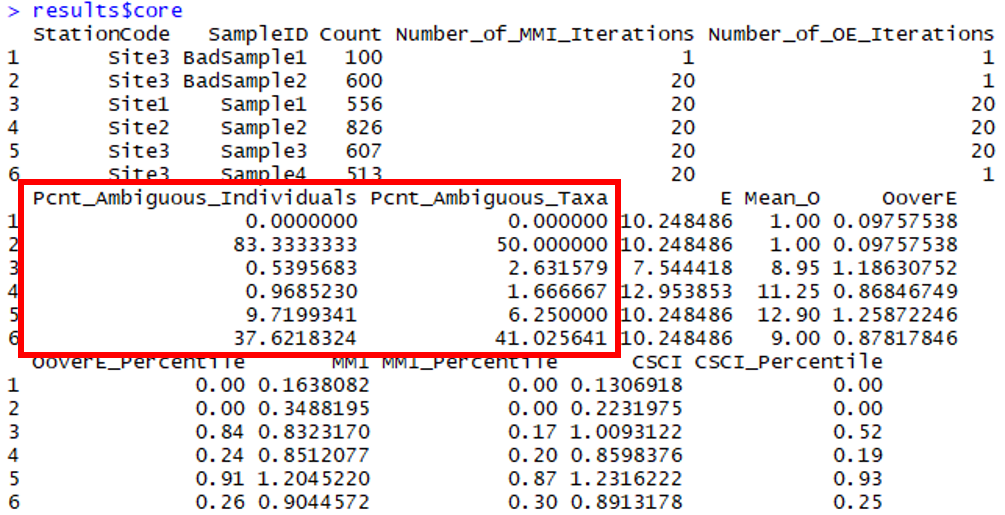 > results$core
StationCode SampleID Count Number_of_MMI_Iterations Number_of_OE_Iterations
1 Site3 BadSample1 100 1 1
2 Site3 BadSample2 600 20 1
3 Site1 Sample1 556 20 20
4 Site2 Sample2 826 20 20
5 Site3 Sample3 607 20 20
6 Site3 Sample4 513 20 1
Pcnt_Ambiguous_Individuals Pcnt_Ambiguous_Taxa E Mean_O OoverE
1 0.0000000 0.000000 10.248486 1.00 0.09757538
2 83.3333333 50.000000 10.248486 1.00 0.09757538
3 0.5395683 2.631579 7.544418 8.95 1.18630752
4 0.9685230 1.666667 12.953853 11.25 0.86846749
5 9.7199341 6.250000 10.248486 12.90 1.25872246
6 37.6218324 41.025641 10.248486 9.00 0.87817846
OoverE_Percentile MMI MMI_Percentile CSCI CSCI_Percentile
1 0.00 0.1638082 0.00 0.1306918 0.00
2 0.00 0.3488195 0.00 0.2231975 0.00
3 0.84 0.8323170 0.17 1.0093122 0.52
4 0.24 0.8512077 0.20 0.8598376 0.19
5 0.91 1.2045220 0.87 1.2316222 0.93
6 0.26 0.9044572 0.30 0.8913178 0.25